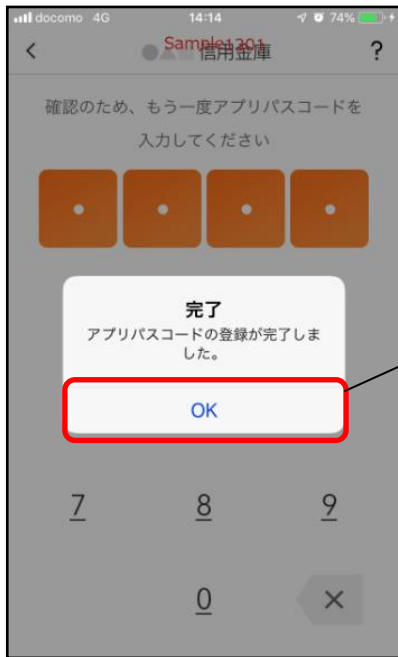 docomo 4G 14:14 74%
Sample1201
●▲■信用金庫 ?
確認のため、もう一度アプリパスコードを
入力してください
完了
アプリパスコードの登録が完了しま
した。
OK
7 8 9
0